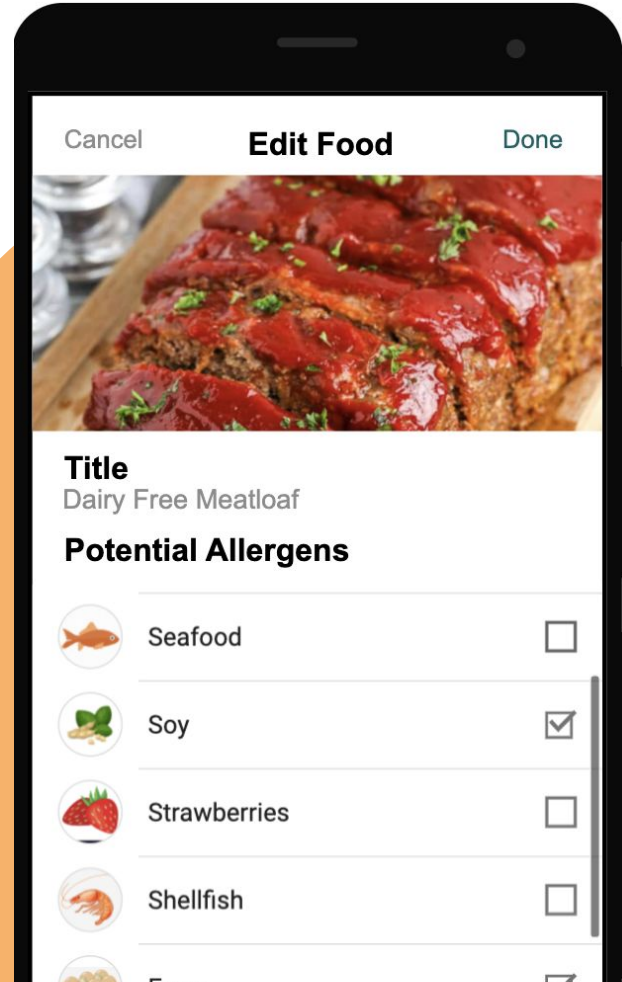 Cancel
Edit Food
Done
Title
Dairy Free Meatloaf
Potential Allergens
Seafood
Soy
Strawberries
Shellfish